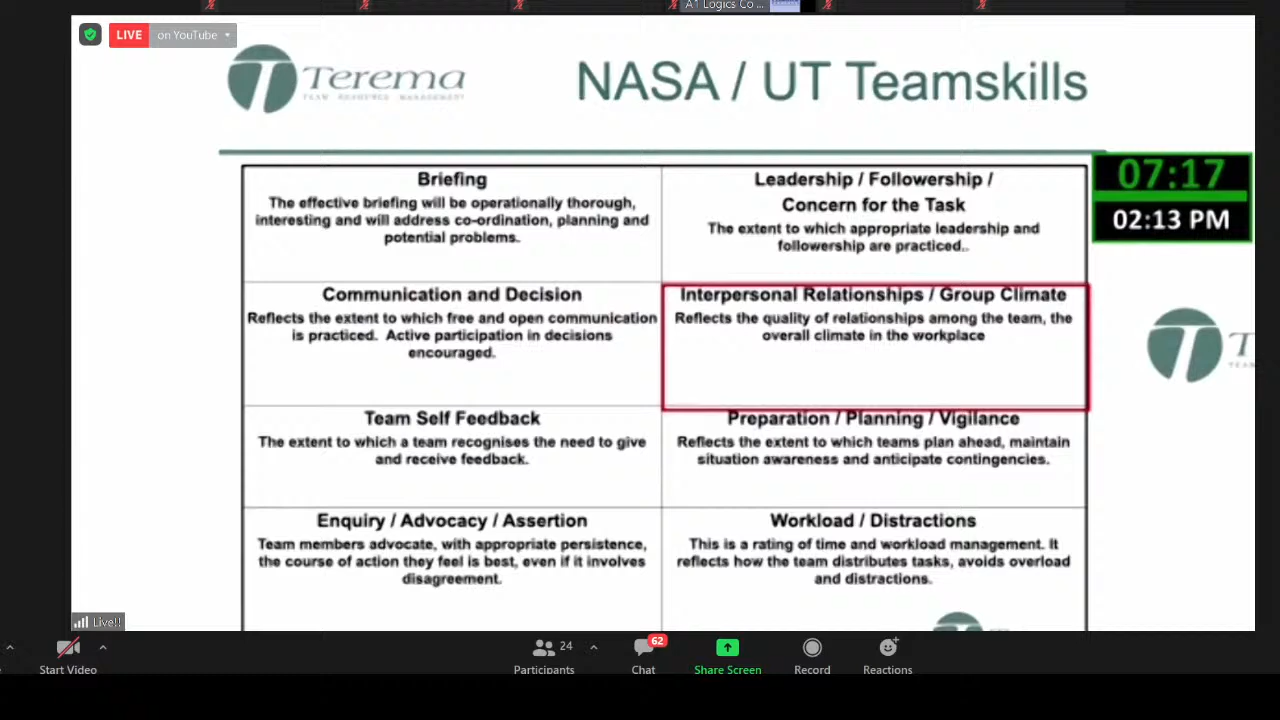 A1 Logics Co ...
LIVE on YouTube
Terema
TEAM RESOURCE MANAGEMENT
NASA / UT Teamskills
07:17
02:13 PM
Briefing
The effective briefing will be operationally thorough,
interesting and will address co-ordination, planning and
potential problems.
Leadership / Followership /
Concern for the Task
The extent to which appropriate leadership and
followership are practiced..
Communication and Decision
Reflects the extent to which free and open communication
is practiced. Active participation in decisions
encouraged.
Interpersonal Relationships / Group Climate
Reflects the quality of relationships among the team, the
overall climate in the workplace
Team Self Feedback
The extent to which a team recognises the need to give
and receive feedback.
Preparation / Planning / Vigilance
Reflects the extent to which teams plan ahead, maintain
situation awareness and anticipate contingencies.
Enquiry / Advocacy / Assertion
Team members advocate, with appropriate persistence,
the course of action they feel is best, even if it involves
disagreement.
Workload / Distractions
This is a rating of time and workload management. It
reflects how the team distributes tasks, avoids overload
and distractions.
Live!!
Start Video
24
Participants
62
Chat
Share Screen
Record
Reactions